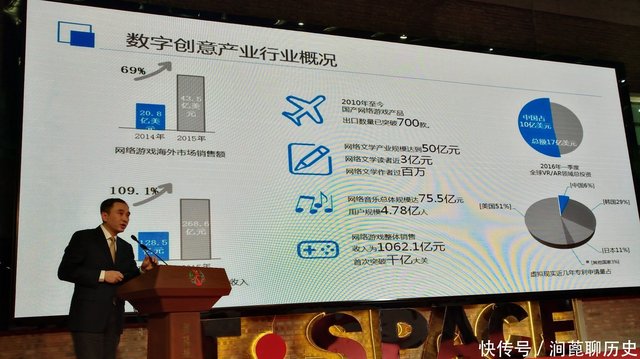 数字创意产业行业概况
69%
20.8
亿美
元
43.5
亿美
元
2014年
2015年
网络游戏海外市场销售额
109.1%
128.5
亿元
268.6
亿元
收入
2010年至今
国产网络游戏产品
出口数量已突破700款。
网络文学产业规模达到50亿元
网络文学读者近3亿元
网络文学作者过百万
网络音乐总体规模达75.5亿元
用户规模4.78亿人
网络游戏整体销售
收入为1062.1亿元
首次突破千亿大关
中国占
10亿美元
总额17亿美元
2016年一季度
全球VR/AR领域总投资
[中国6%]
[美国51%]
[韩国29%]
[日本11%]
[其他国家3%]
虚拟现实近几年专利申请量占
T·SPACE
快传号／涧蓖聊历史